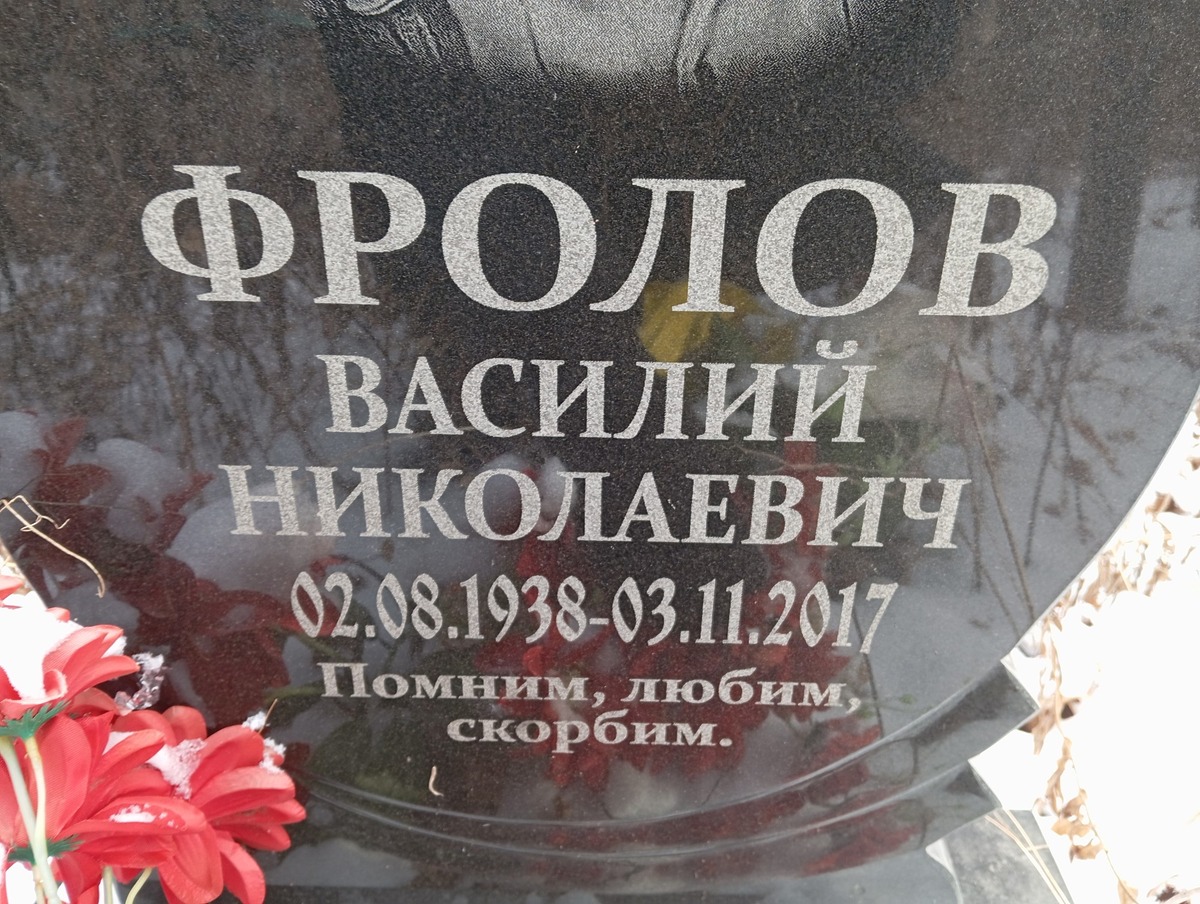 ФРОЛОВ
ВАСИЛИЙ
НИКОЛАЕВИЧ
02.08.1938-03.11.2017
Помним, любим,
скорбим.